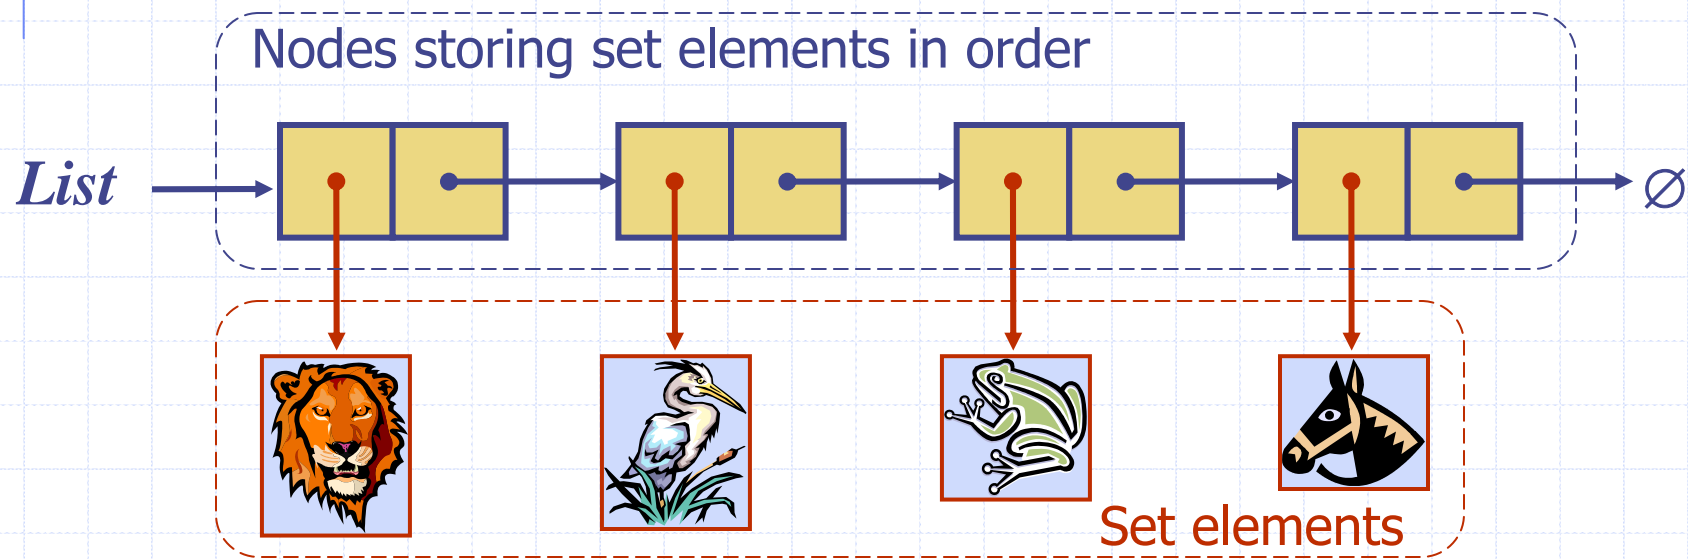 Nodes storing set elements in order
List
∅
Set elements